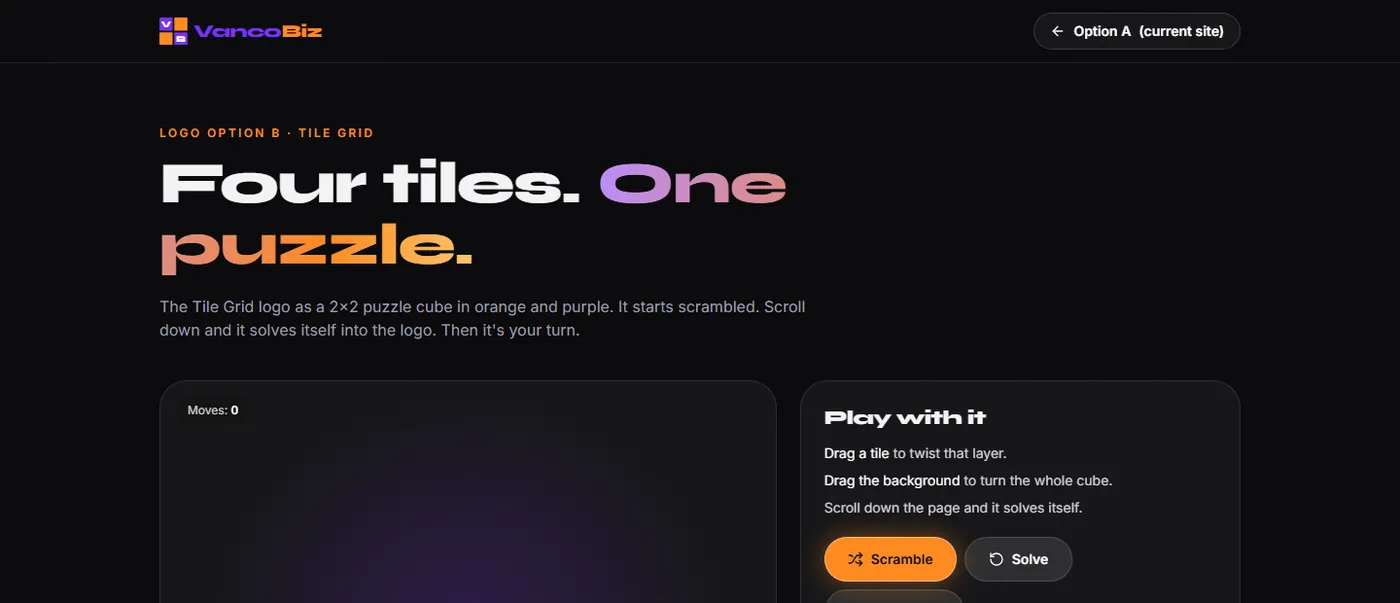 V
B
VancoBiz
← Option A (current site)
LOGO OPTION B · TILE GRID
Four tiles. One
puzzle.
The Tile Grid logo as a 2×2 puzzle cube in orange and purple. It starts scrambled. Scroll
down and it solves itself into the logo. Then it's your turn.
Moves: 0
Play with it
Drag a tile to twist that layer.
Drag the background to turn the whole cube.
Scroll down the page and it solves itself.
Scramble
Solve